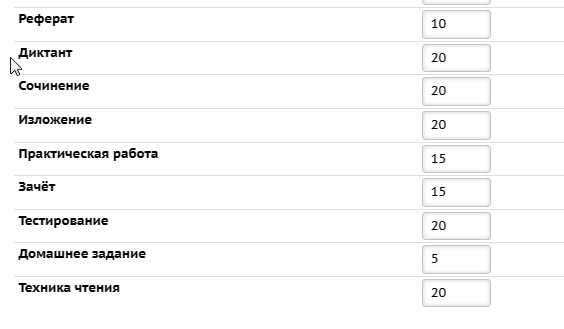 Реферат 10
Диктант 20
Сочинение 20
Изложение 20
Практическая работа 15
Зачёт 15
Тестирование 20
Домашнее задание 5
Техника чтения 20